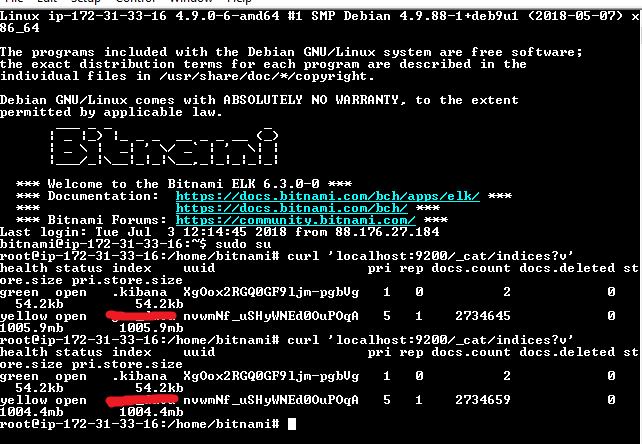 Window Help
Linux ip-172-31-33-16 4.9.0-6-amd64 #1 SMP Debian 4.9.88-1+deb9u1 (2018-05-07) x
86_64
The programs included with the Debian GNU/Linux system are free software;
the exact distribution terms for each program are described in the
individual files in /usr/share/doc/*/copyright.
Debian GNU/Linux comes with ABSOLUTELY NO WARRANTY, to the extent
permitted by applicable law.
Bitnami
*** Welcome to the Bitnami ELK 6.3.0-0 ***
*** Documentation:  https://docs.bitnami.com/bch/apps/elk/ ***
***                 https://docs.bitnami.com/bch/ ***
*** Bitnami Forums: https://community.bitnami.com/ ***
Last login: Tue Jul  3 12:14:45 2018 from 88.176.27.184
bitnami@ip-172-31-33-16:~$ sudo su
root@ip-172-31-33-16:/home/bitnami# curl 'localhost:9200/_cat/indices?v'
health status index   uuid                   pri rep docs.count docs.deleted st
ore.size pri.store.size
green  open   .kibana XgOox2RGQ0GF9ljm-pgbVg   1   0          2            0
54.2kb         54.2kb
yellow open nvwmNf_uSHyWNEd0OuPOqA   5   1    2734645            0
1005.9mb       1005.9mb
root@ip-172-31-33-16:/home/bitnami# curl 'localhost:9200/_cat/indices?v'
health status index   uuid                   pri rep docs.count docs.deleted st
ore.size pri.store.size
green  open   .kibana XgOox2RGQ0GF9ljm-pgbVg   1   0          2            0
54.2kb         54.2kb
yellow open nvwmNf_uSHyWNEd0OuPOqA   5   1    2734659            0
1004.4mb       1004.4mb
root@ip-172-31-33-16:/home/bitnami#